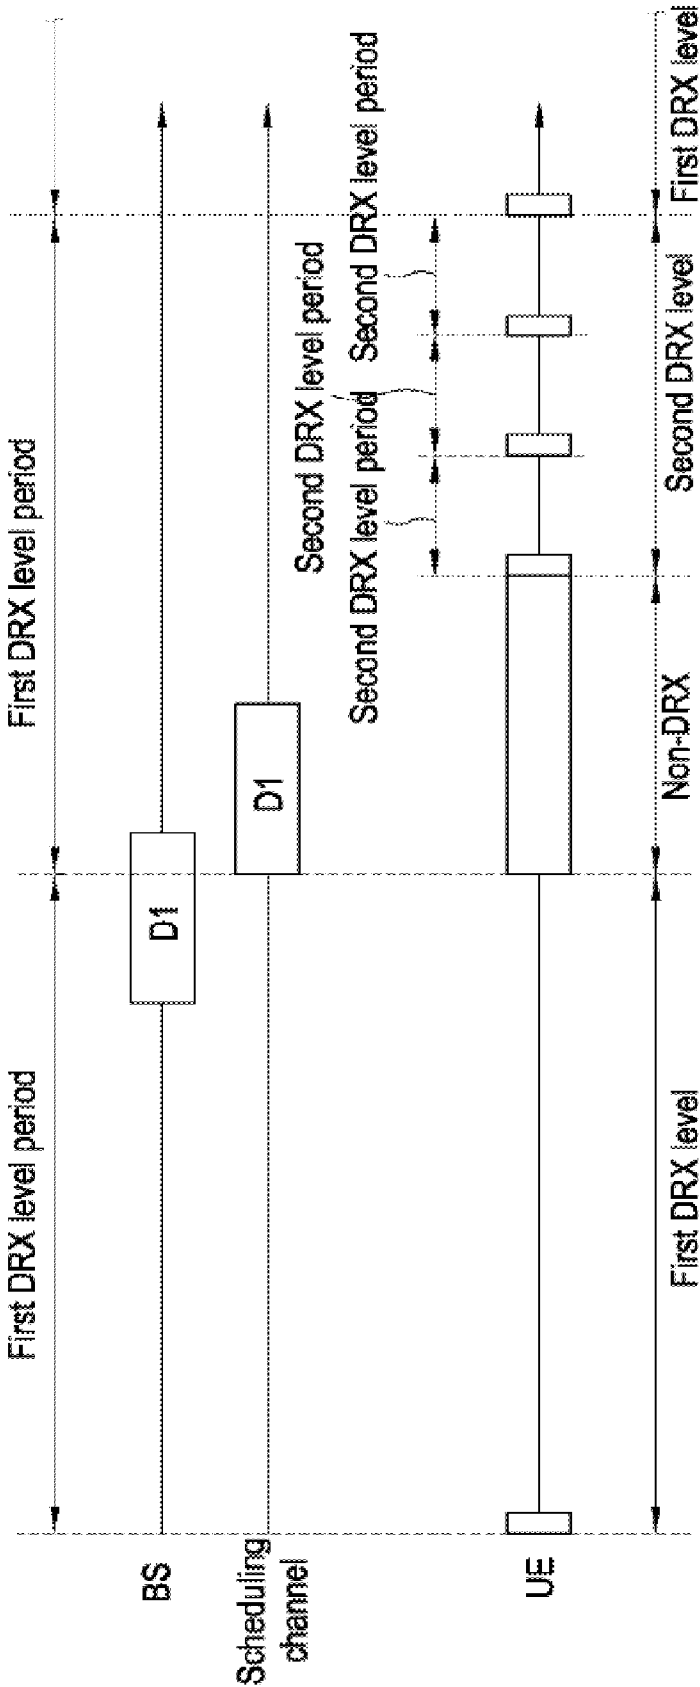 First DRX level period
First DRX level period
BS
D1
Scheduling
channel
D1
Second DRX level period
Second DRX level period
Second DRX level period
UE
First DRX level
Non-DRX
Second DRX level
First DRX level